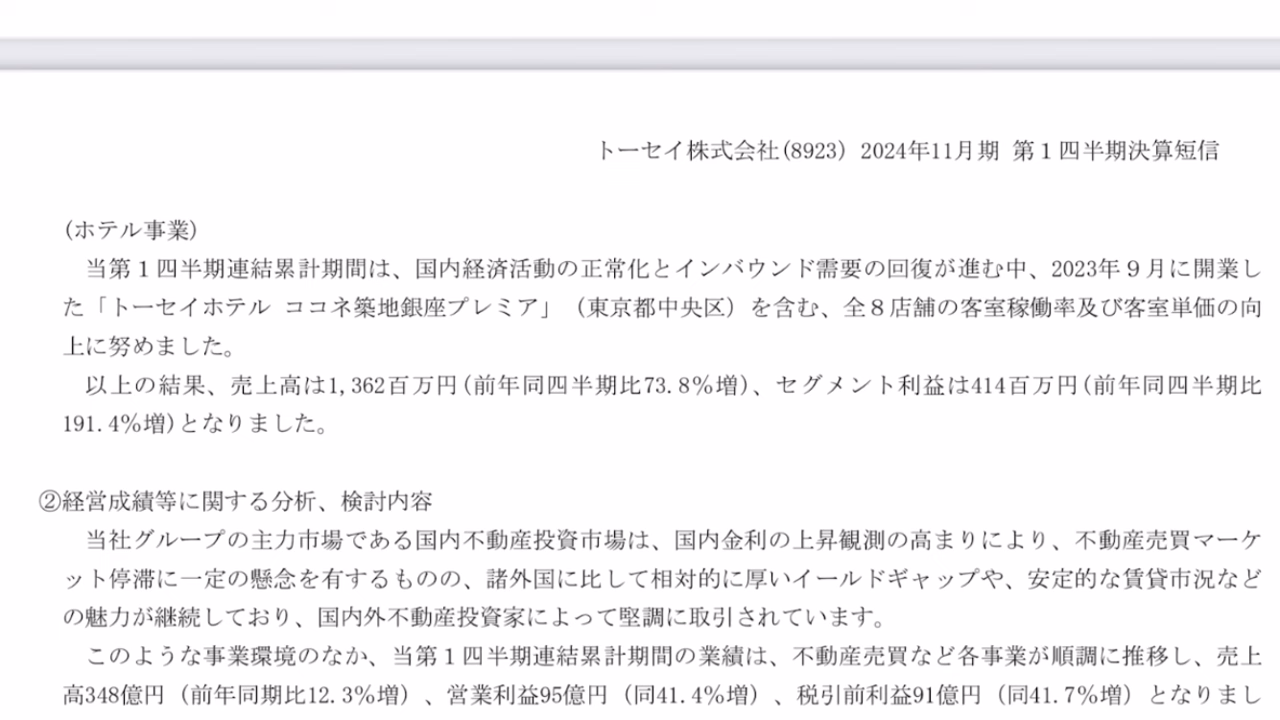 トーセイ株式会社(8923) 2024年11月期 第１四半期決算短信
(ホテル事業)
当第１四半期連結累計期間は、国内経済活動の正常化とインバウンド需要の回復が進む中、2023年９月に開業し
た「トーセイホテル ココネ築地銀座プレミア」（東京都中央区）を含む、全８店舗の客室稼働率及び客室単価の向
上に努めました。
以上の結果、売上高は1,362百万円(前年同四半期比73.8％増)、セグメント利益は414百万円(前年同四半期比
191.4％増)となりました。
②経営成績等に関する分析、検討内容
当社グループの主力市場である国内不動産投資市場は、国内金利の上昇観測の高まりにより、不動産売買マーケ
ット停滞に一定の懸念を有するものの、諸外国に比して相対的に厚いイールドギャップや、安定的な賃貸市況など
の魅力が継続しており、国内外不動産投資家によって堅調に取引されています。
このような事業環境のなか、当第１四半期連結累計期間の業績は、不動産売買など各事業が順調に推移し、売上
高348億円（前年同期比12.3％増）、営業利益95億円（同41.4％増）、税引前利益91億円（同41.7％増）となりまし